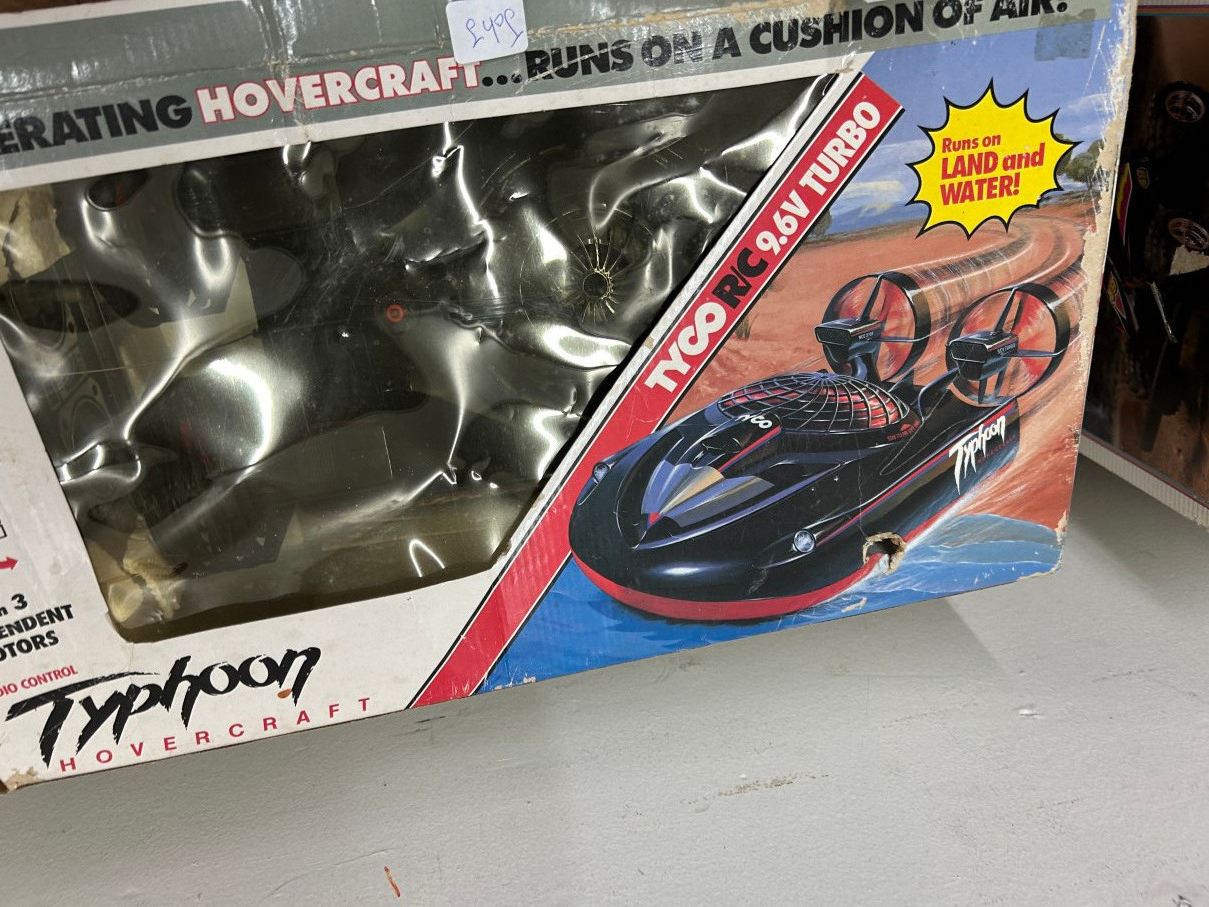 John
ERATING HOVERCRAFT...RUNS ON A CUSHION OF AIR.
TYCO R/C 9.6V TURBO
Runs on
LAND and
WATER!
TYCO
Typhoon
3
ENDENT
OTORS
DIO CONTROL
Typhoon
HOVERCRAFT